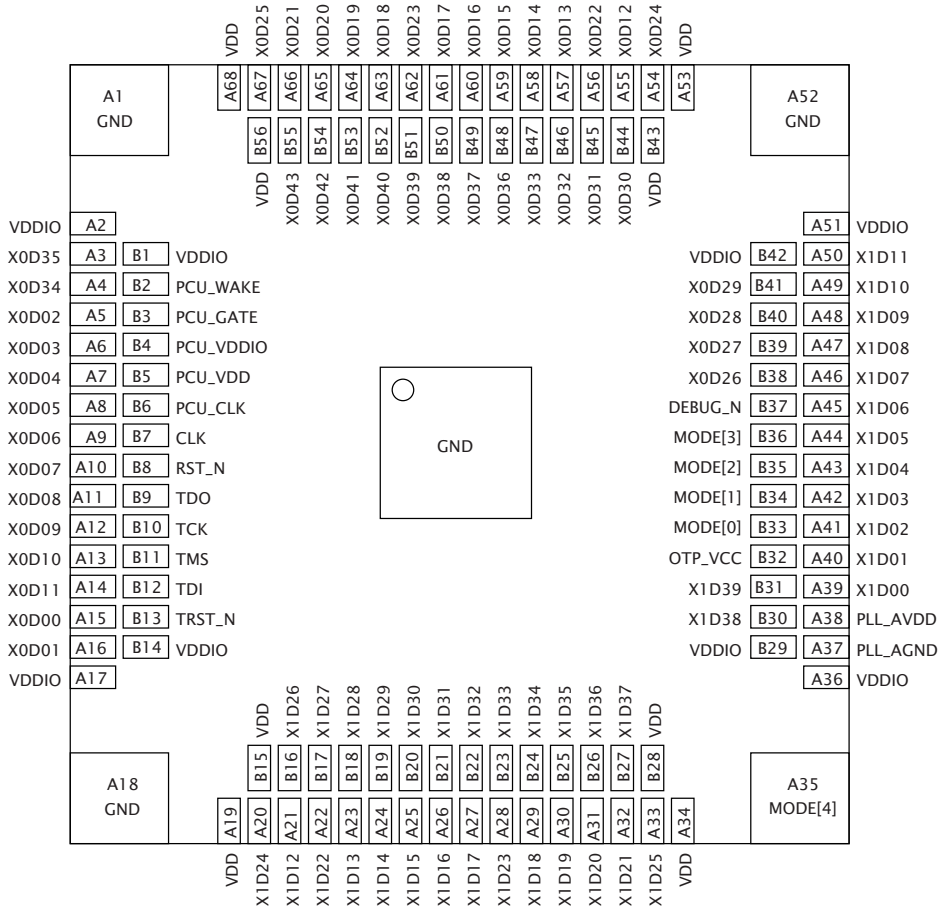 VDD X0D25 X0D21 X0D20 X0D19 X0D18 X0D23 X0D17 X0D16 X0D15 X0D14 X0D13 X0D22 X0D12 X0D24 VDD
A68 A67 A66 A65 A64 A63 A62 A61 A60 A59 A58 A57 A56 A55 A54 A53
A1
GND
A52
GND
B56 B55 B54 B53 B52 B51 B50 B49 B48 B47 B46 B45 B44 B43
VDD X0D43 X0D42 X0D41 X0D40 X0D39 X0D38 X0D37 X0D36 X0D33 X0D32 X0D31 X0D30 VDD
VDDIO A2 A51 VDDIO
X0D35 A3 B1 VDDIO VDDIO B42 A50 X1D11
X0D34 A4 B2 PCU_WAKE X0D29 B41 A49 X1D10
X0D02 A5 B3 PCU_GATE X0D28 B40 A48 X1D09
X0D03 A6 B4 PCU_VDDIO X0D27 B39 A47 X1D08
X0D04 A7 B5 PCU_VDD X0D26 B38 A46 X1D07
X0D05 A8 B6 PCU_CLK DEBUG_N B37 A45 X1D06
X0D06 A9 B7 CLK MODE[3] B36 A44 X1D05
GND
X0D07 A10 B8 RST_N MODE[2] B35 A43 X1D04
X0D08 A11 B9 TDO MODE[1] B34 A42 X1D03
X0D09 A12 B10 TCK MODE[0] B33 A41 X1D02
X0D10 A13 B11 TMS OTP_VCC B32 A40 X1D01
X0D11 A14 B12 TDI X1D39 B31 A39 X1D00
X0D00 A15 B13 TRST_N X1D38 B30 A38 PLL_AVDD
X0D01 A16 B14 VDDIO VDDIO B29 A37 PLL_AGND
VDDIO A17 A36 VDDIO
VDD X1D26 X1D27 X1D28 X1D29 X1D30 X1D31 X1D32 X1D33 X1D34 X1D35 X1D36 X1D37 VDD
B15 B16 B17 B18 B19 B20 B21 B22 B23 B24 B25 B26 B27 B28
A18
GND
A35
MODE[4]
A19 A20 A21 A22 A23 A24 A25 A26 A27 A28 A29 A30 A31 A32 A33 A34
VDD X1D24 X1D12 X1D22 X1D13 X1D14 X1D15 X1D16 X1D17 X1D23 X1D18 X1D19 X1D20 X1D21 X1D25 VDD